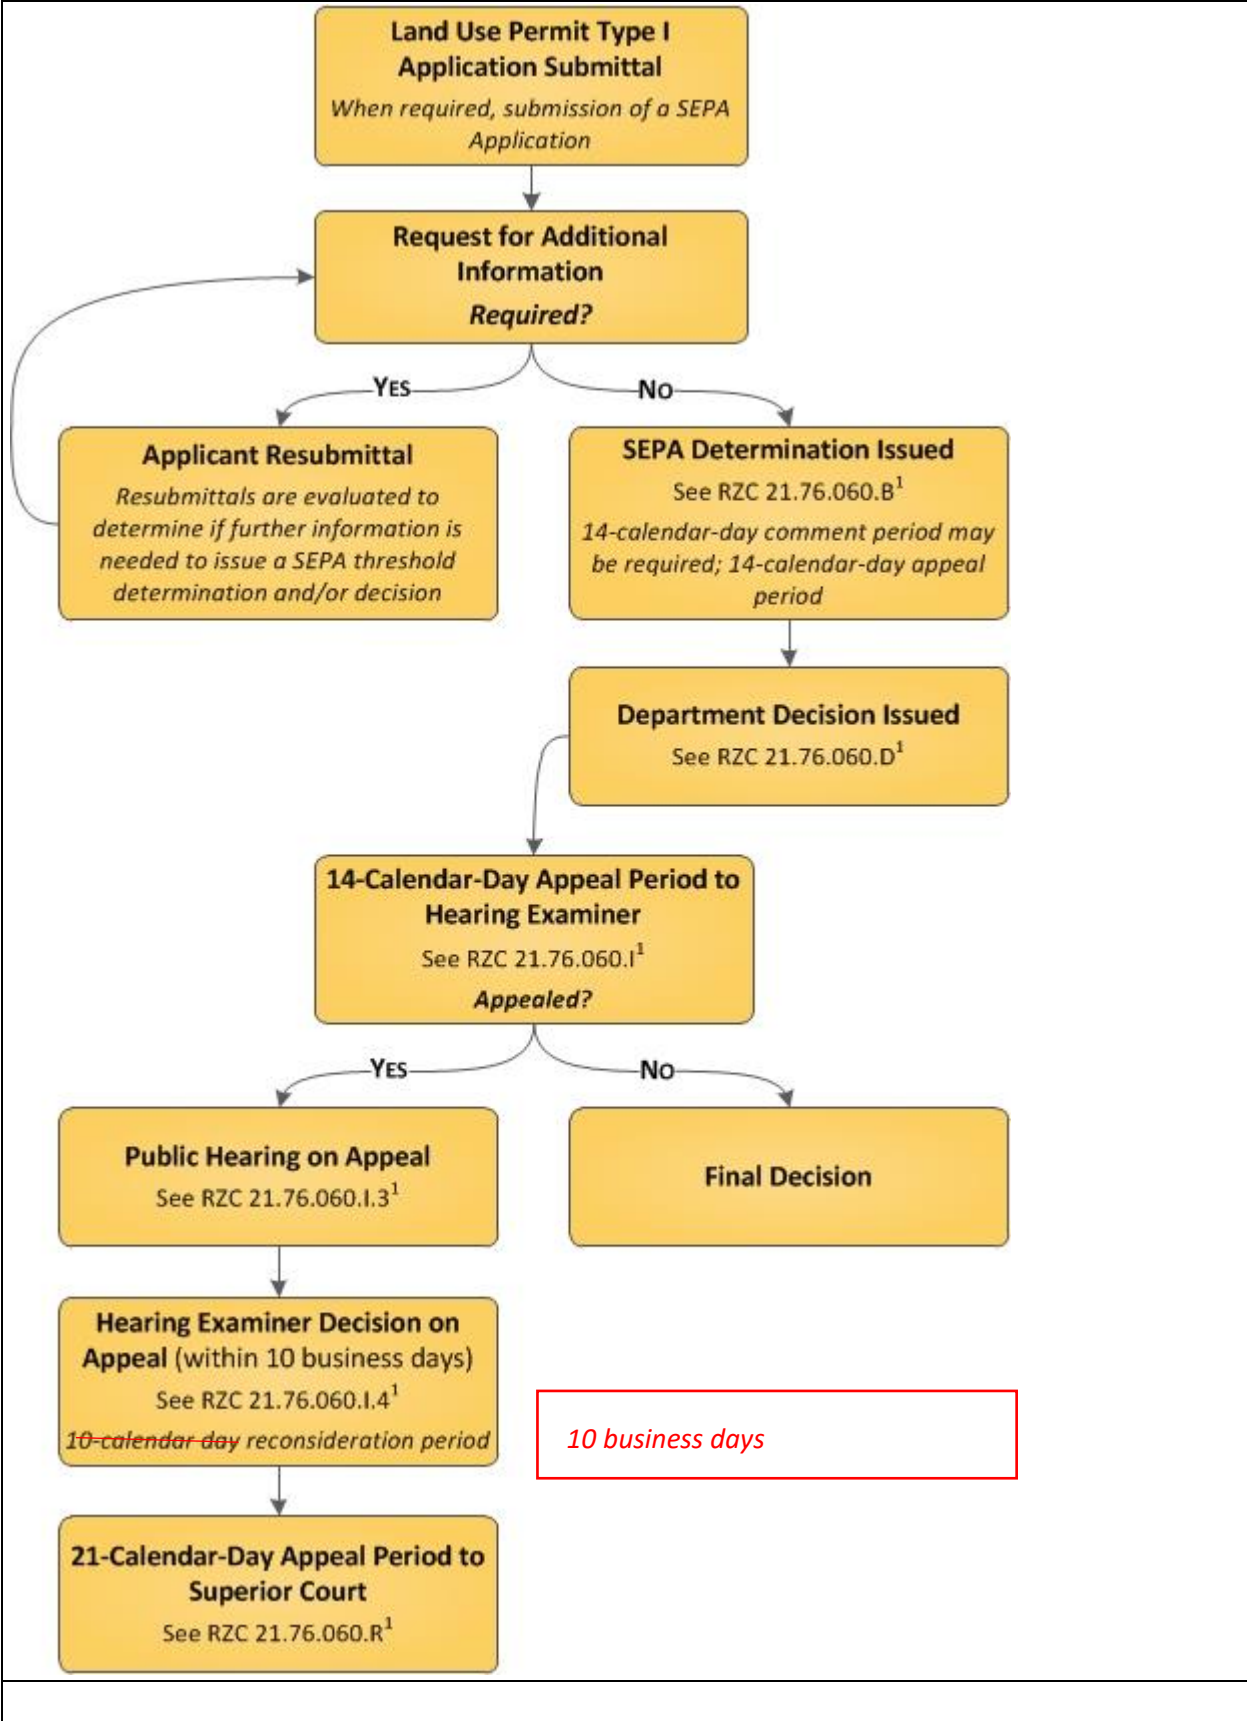 Land Use Permit Type I
Application Submittal
When required, submission of a SEPA
Application
Request for Additional
Information
Required?
YES
NO
Applicant Resubmittal
Resubmittals are evaluated to
determine if further information is
needed to issue a SEPA threshold
determination and/or decision
SEPA Determination Issued
See RZC 21.76.060.B¹
14-calendar-day comment period may
be required; 14-calendar-day appeal
period
Department Decision Issued
See RZC 21.76.060.D¹
14-Calendar-Day Appeal Period to
Hearing Examiner
See RZC 21.76.060.I¹
Appealed?
YES
NO
Public Hearing on Appeal
See RZC 21.76.060.I.3¹
Final Decision
Hearing Examiner Decision on
Appeal (within 10 business days)
See RZC 21.76.060.I.4¹
10-calendar day reconsideration period
10 business days
21-Calendar-Day Appeal Period to
Superior Court
See RZC 21.76.060.R¹